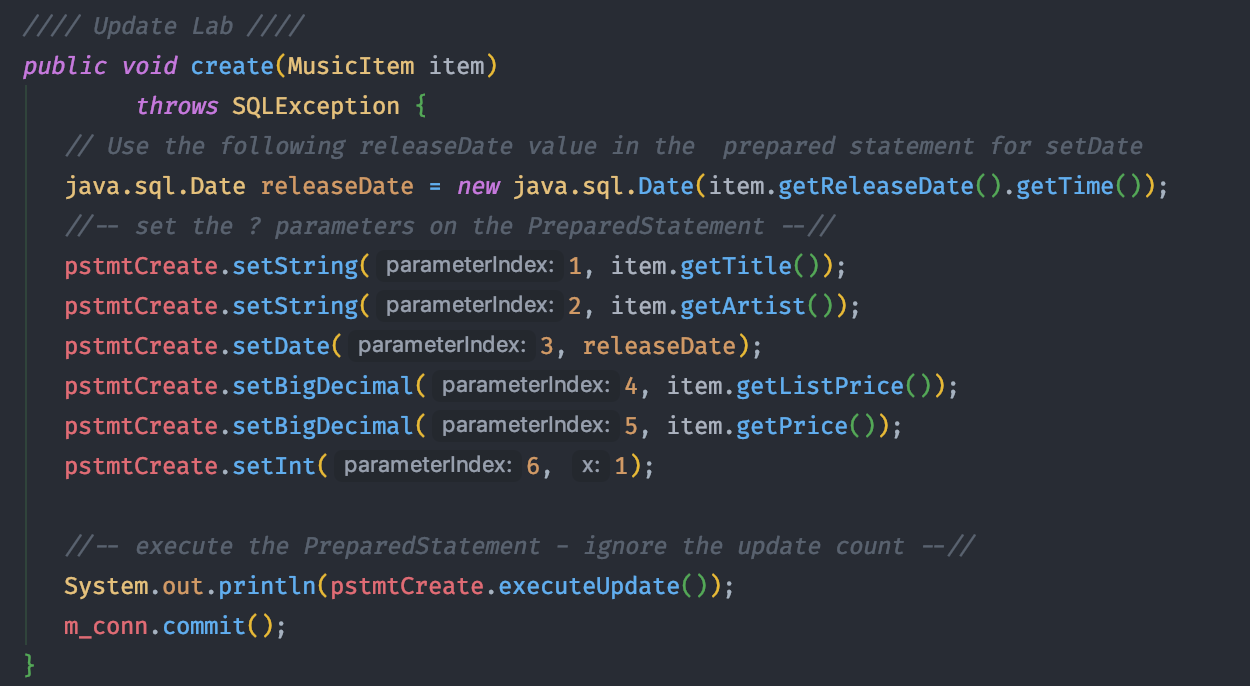 //// Update Lab ////
public void create(MusicItem item)
throws SQLException {
// Use the following releaseDate value in the  prepared statement for setDate
java.sql.Date releaseDate = new java.sql.Date(item.getReleaseDate().getTime());
//-- set the ? parameters on the PreparedStatement --//
pstmtCreate.setString( parameterIndex: 1, item.getTitle());
pstmtCreate.setString( parameterIndex: 2, item.getArtist());
pstmtCreate.setDate( parameterIndex: 3, releaseDate);
pstmtCreate.setBigDecimal( parameterIndex: 4, item.getListPrice());
pstmtCreate.setBigDecimal( parameterIndex: 5, item.getPrice());
pstmtCreate.setInt( parameterIndex: 6, x: 1);
//-- execute the PreparedStatement - ignore the update count --//
System.out.println(pstmtCreate.executeUpdate());
m_conn.commit();
}